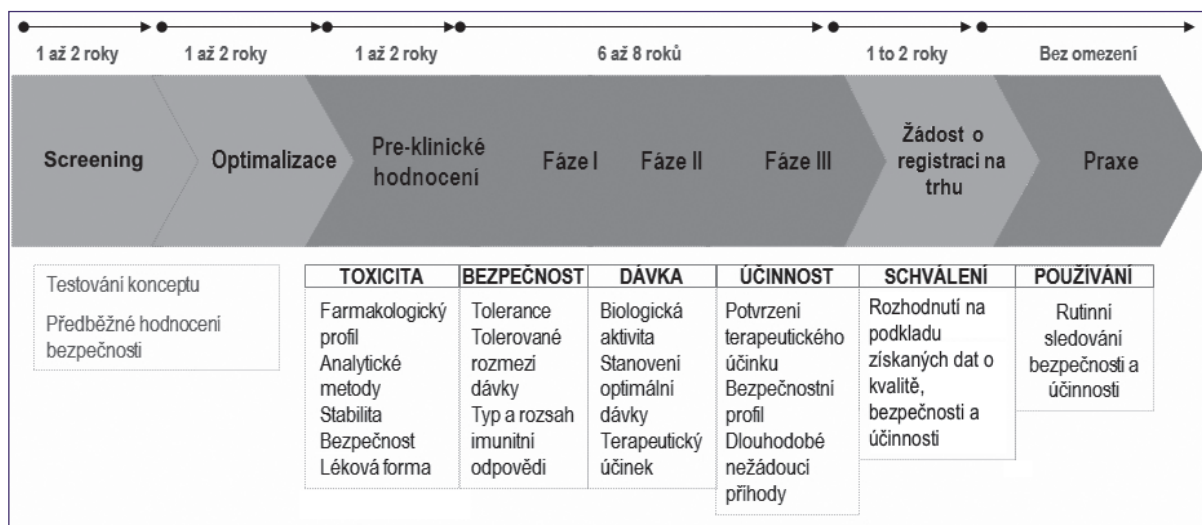 1 až 2 roky
1 až 2 roky
1 až 2 roky
6 až 8 roků
1 to 2 roky
Bez omezení
Screening
Optimalizace
Pre-klinické
hodnocení
Fáze I
Fáze II
Fáze III
Žádost o
registraci na
trhu
Praxe
Testování konceptu
Předběžné hodnocení
bezpečnosti
TOXICITA
Farmakologický
profil
Analytické
metody
Stabilita
Bezpečnost
Léková forma
BEZPEČNOST
Tolerance
Tolerované
rozmezí
dávky
Typ a rozsah
imunitní
odpovědi
DÁVKA
Biologická
aktivita
Stanovení
optimální
dávky
Terapeutický
účinek
ÚČINNOST
Potvrzení
terapeutického
účinku
Bezpečnostní
profil
Dlouhodobé
nežádoucí
příhody
SCHVÁLENÍ
Rozhodnutí na
podkladu
získaných dat o
kvalitě,
bezpečnosti a
účinnosti
POUŽÍVÁNÍ
Rutinní
sledování
bezpečnosti a
účinnosti